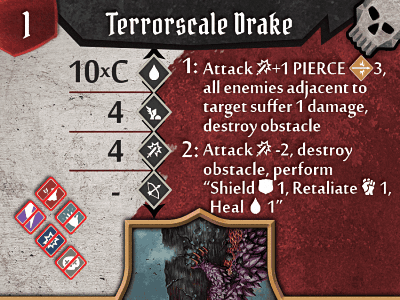 1
Terrorscale Drake
10xC
4
4
-
1: Attack +1 PIERCE 3,
all enemies adjacent to
target suffer 1 damage,
destroy obstacle
2: Attack -2, destroy
obstacle, perform
"Shield 1, Retaliate 1,
Heal 1"